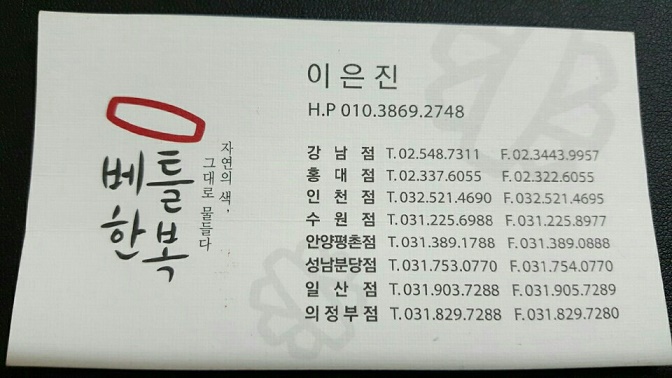 이은진
H.P 010.3869.2748
베틀
한복
자연의 색,
그대로 물들다
강남점 T.02.548.7311 F.02.3443.9957
홍대점 T.02.337.6055 F.02.322.6055
인천점 T.032.521.4690 F.032.521.4695
수원점 T.031.225.6988 F.031.225.8977
안양평촌점 T.031.389.1788 F.031.389.0888
성남분당점 T.031.753.0770 F.031.754.0770
일산점 T.031.903.7288 F.031.905.7289
의정부점 T.031.829.7288 F.031.829.7280